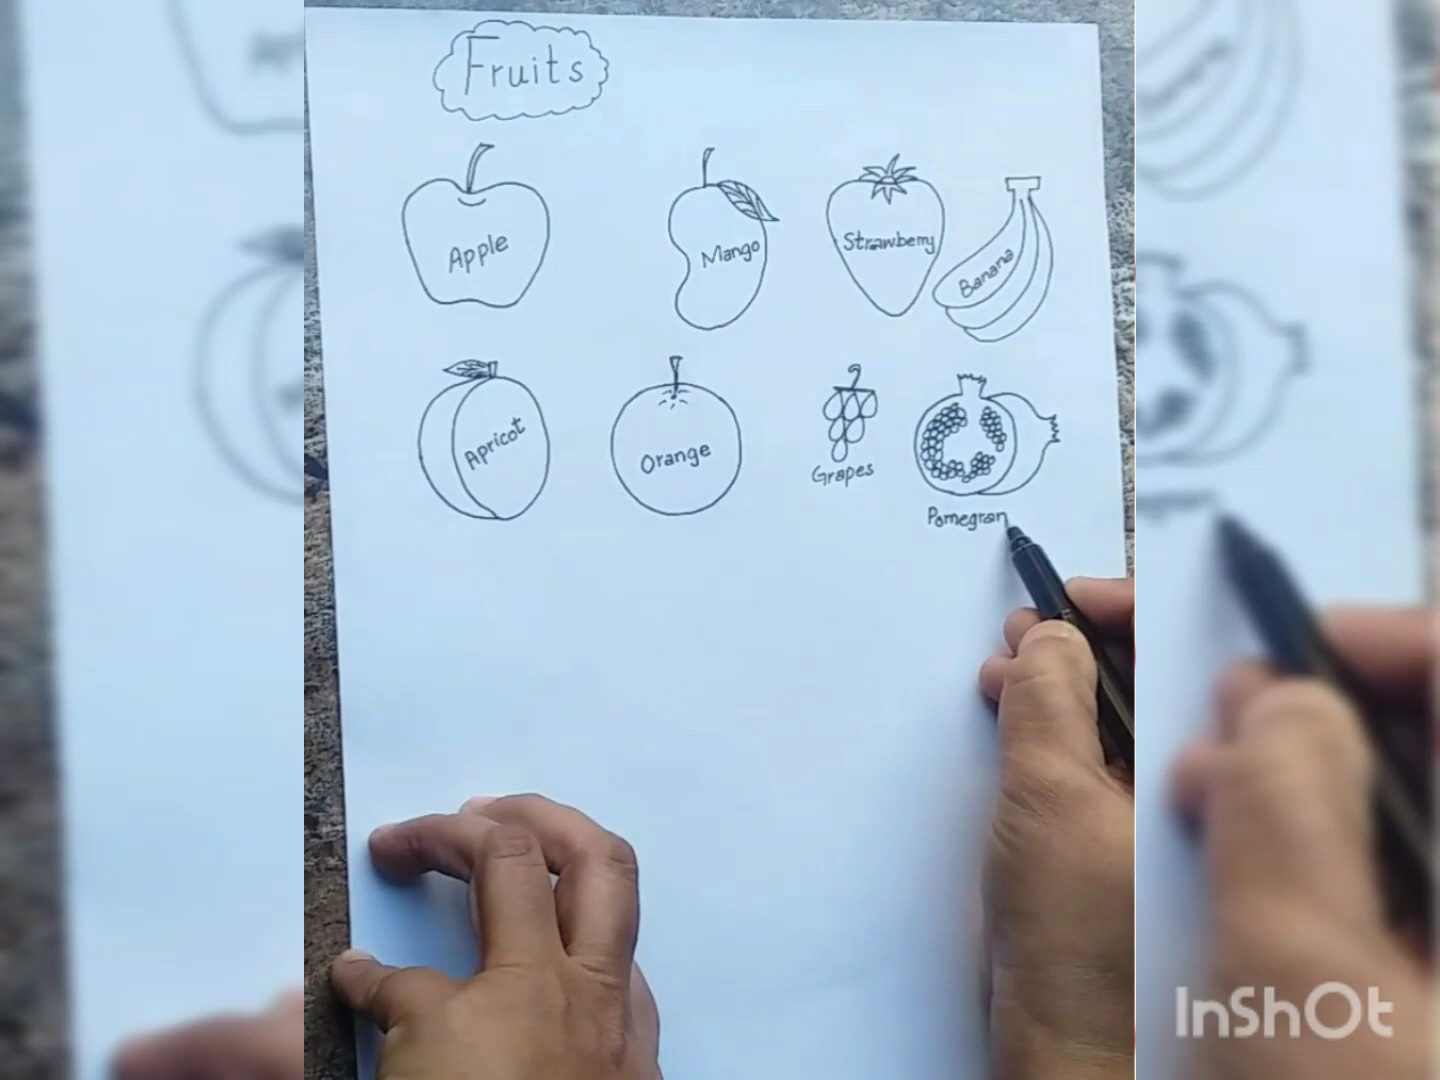 Fruits
Apple
Mango
Strawberry
Banana
Apricot
Orange
Grapes
Pomegran
InShOt